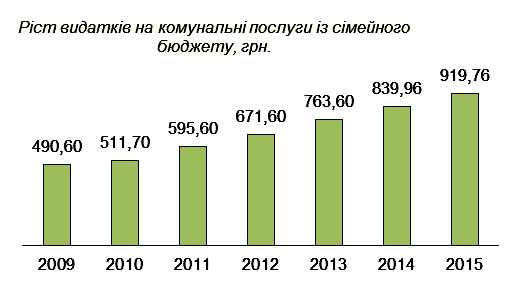 Ріст видатків на комунальні послуги із сімейного
бюджету, грн.
490,60 511,70 595,60 671,60 763,60 839,96 919,76
2009 2010 2011 2012 2013 2014 2015